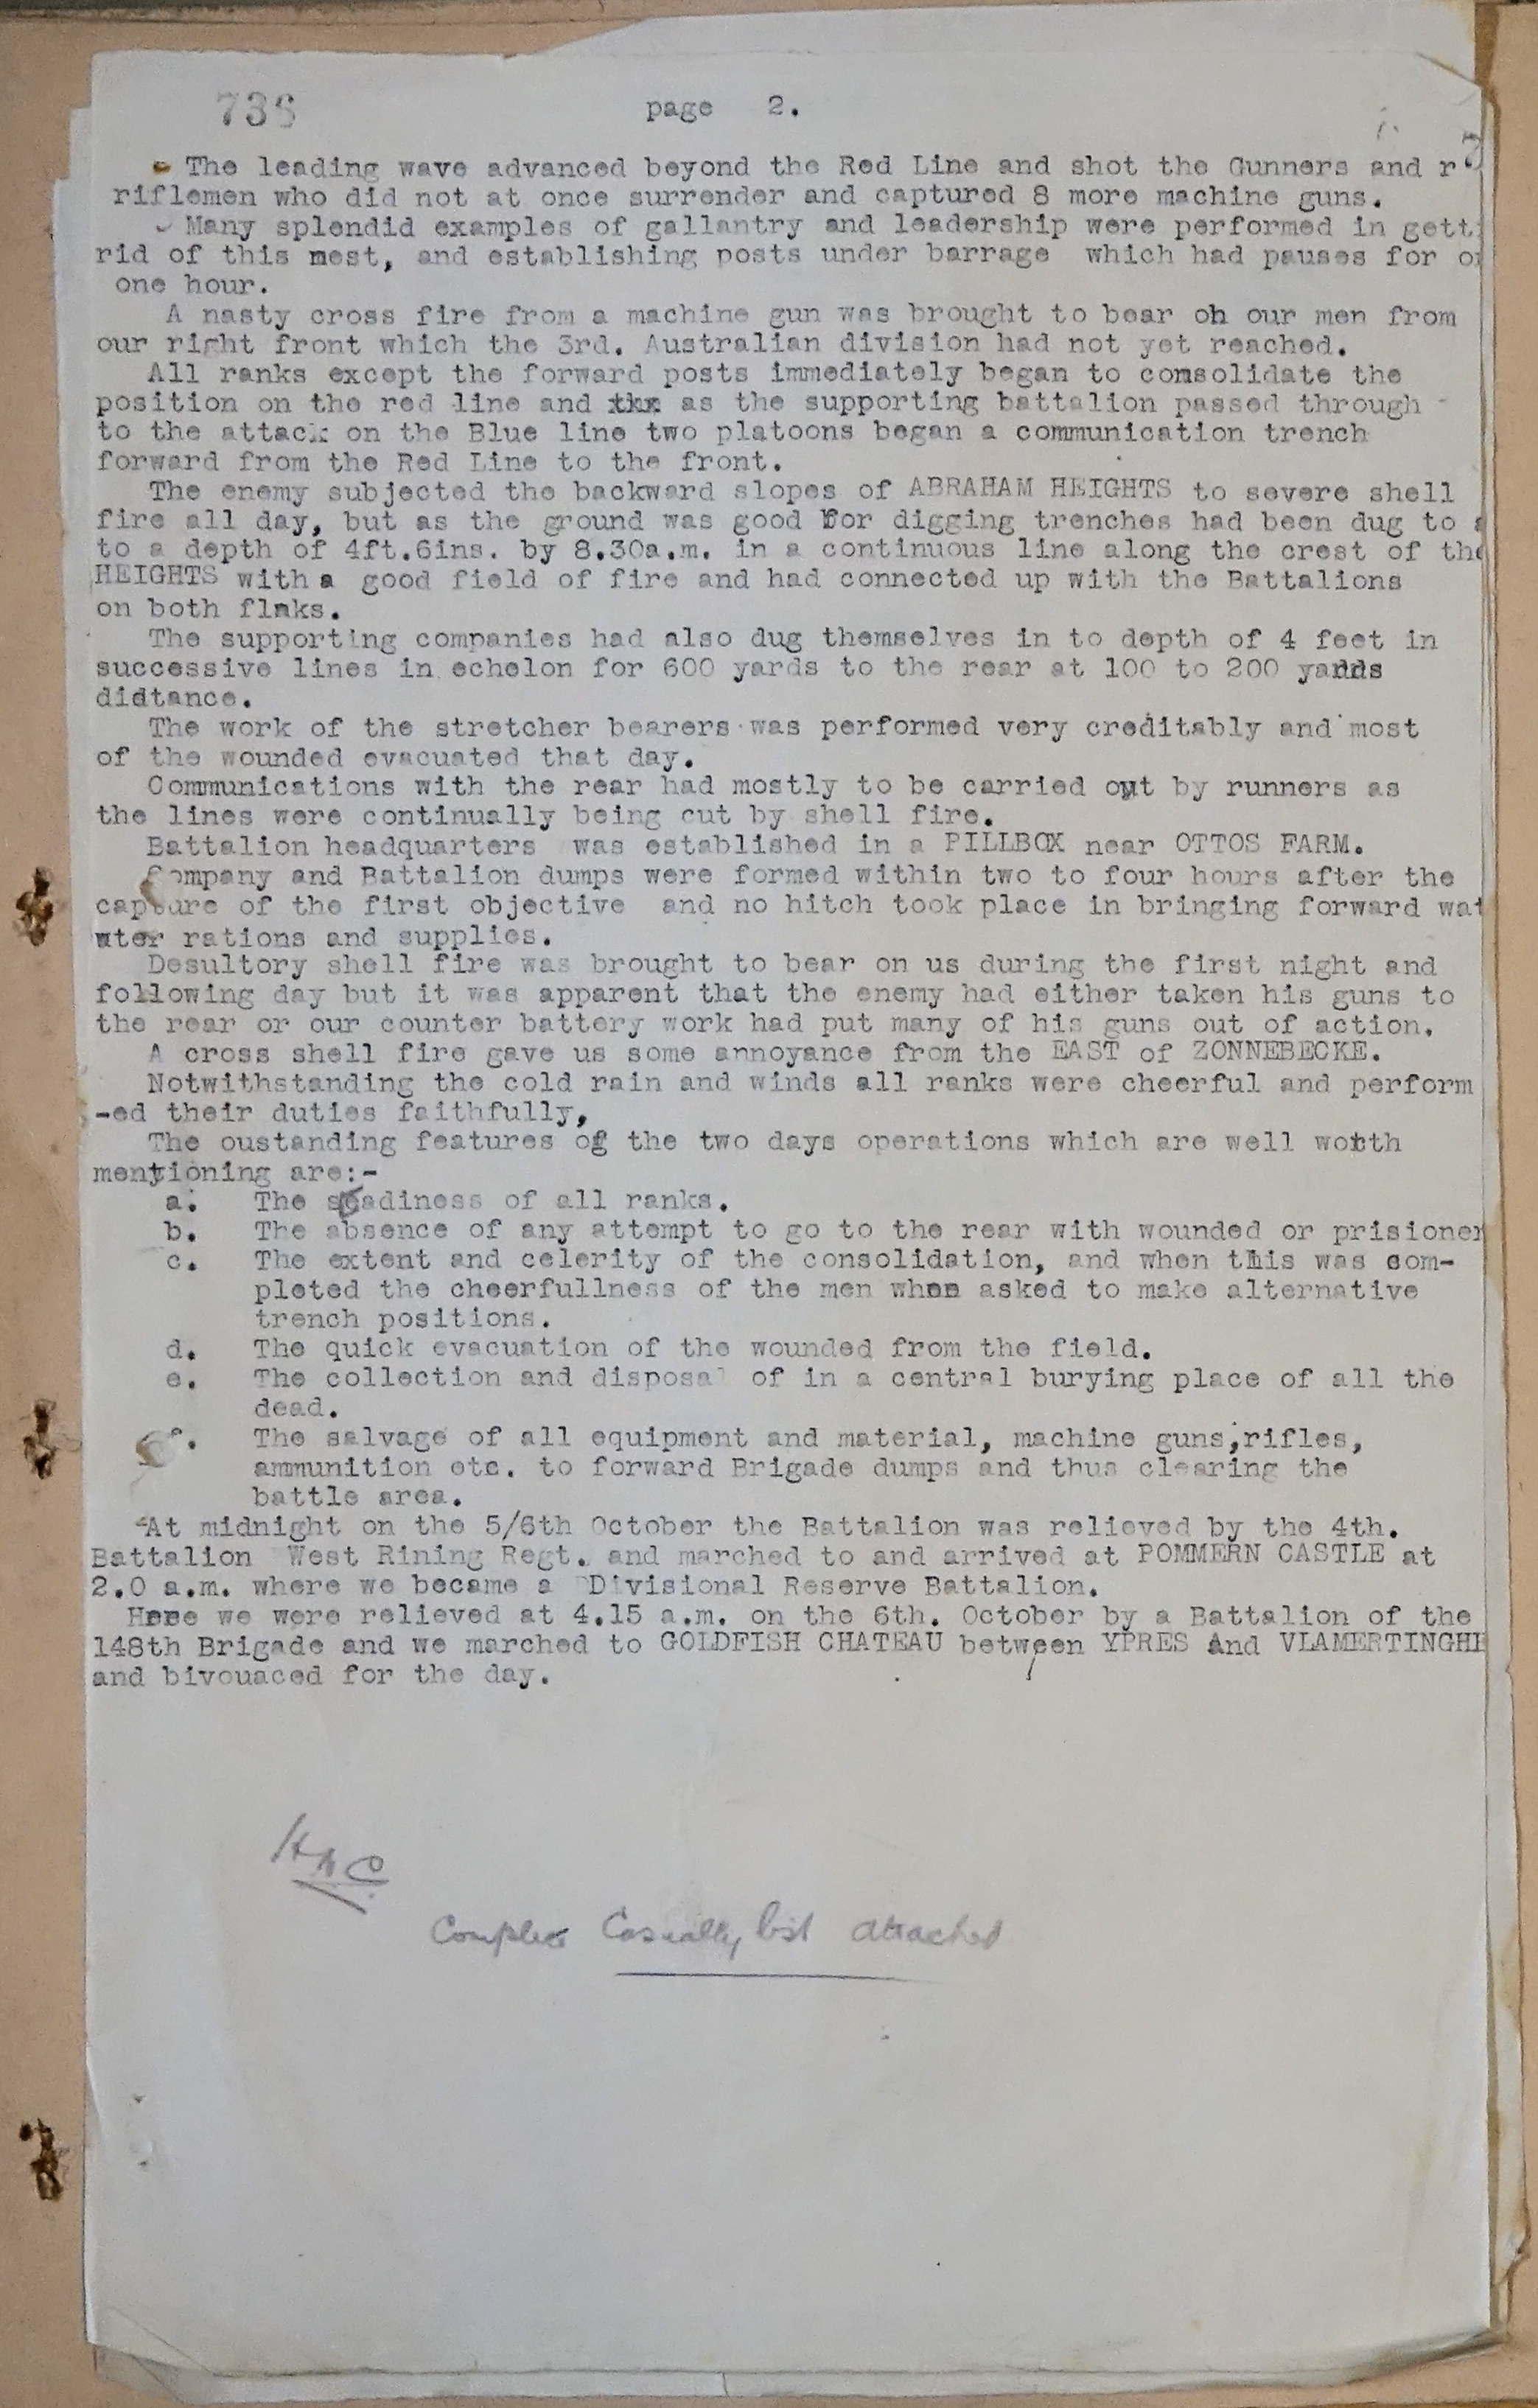 736 page 2.
The leading wave advanced beyond the Red Line and shot the Gunners and r
riflemen who did not at once surrender and captured 8 more machine guns.
Many splendid examples of gallantry and leadership were performed in getti
rid of this nest, and establishing posts under barrage which had pauses for o
one hour.
A nasty cross fire from a machine gun was brought to bear on our men from
our right front which the 3rd. Australian division had not yet reached.
All ranks except the forward posts immediately began to consolidate the
position on the red line and as the supporting battalion passed through
to the attack on the Blue line two platoons began a communication trench
forward from the Red Line to the front.
The enemy subjected the backward slopes of ABRAHAM HEIGHTS to severe shell
fire all day, but as the ground was good for digging trenches had been dug to a
to a depth of 4ft.6ins. by 8.30a.m. in a continuous line along the crest of the
HEIGHTS with a good field of fire and had connected up with the Battalions
on both flnks.
The supporting companies had also dug themselves in to depth of 4 feet in
successive lines in echelon for 600 yards to the rear at 100 to 200 yards
didtance.
The work of the stretcher bearers was performed very creditably and most
of the wounded evacuated that day.
Communications with the rear had mostly to be carried out by runners as
the lines were continually being cut by shell fire.
Battalion headquarters was established in a PILLBOX near OTTOS FARM.
Company and Battalion dumps were formed within two to four hours after the
capture of the first objective and no hitch took place in bringing forward wat
wter rations and supplies.
Desultory shell fire was brought to bear on us during the first night and
following day but it was apparent that the enemy had either taken his guns to
the rear or our counter battery work had put many of his guns out of action.
A cross shell fire gave us some annoyance from the EAST of ZONNEBECKE.
Notwithstanding the cold rain and winds all ranks were cheerful and perform
-ed their duties faithfully,
The oustanding features of the two days operations which are well worth
mentioning are:-
a. The steadiness of all ranks.
b. The absence of any attempt to go to the rear with wounded or prisioner
c. The extent and celerity of the consolidation, and when this was com-
pleted the cheerfullness of the men when asked to make alternative
trench positions.
d. The quick evacuation of the wounded from the field.
e. The collection and disposal of in a central burying place of all the
dead.
f. The salvage of all equipment and material, machine guns,rifles,
ammunition etc. to forward Brigade dumps and thus clearing the
battle area.
At midnight on the 5/6th October the Battalion was relieved by the 4th.
Battalion West Rining Regt. and marched to and arrived at POMMERN CASTLE at
2.0 a.m. where we became a Divisional Reserve Battalion.
Here we were relieved at 4.15 a.m. on the 6th. October by a Battalion of the
148th Brigade and we marched to GOLDFISH CHATEAU between YPRES And VLAMERTINGHE
and bivouaced for the day.
Complete Casualty list attached